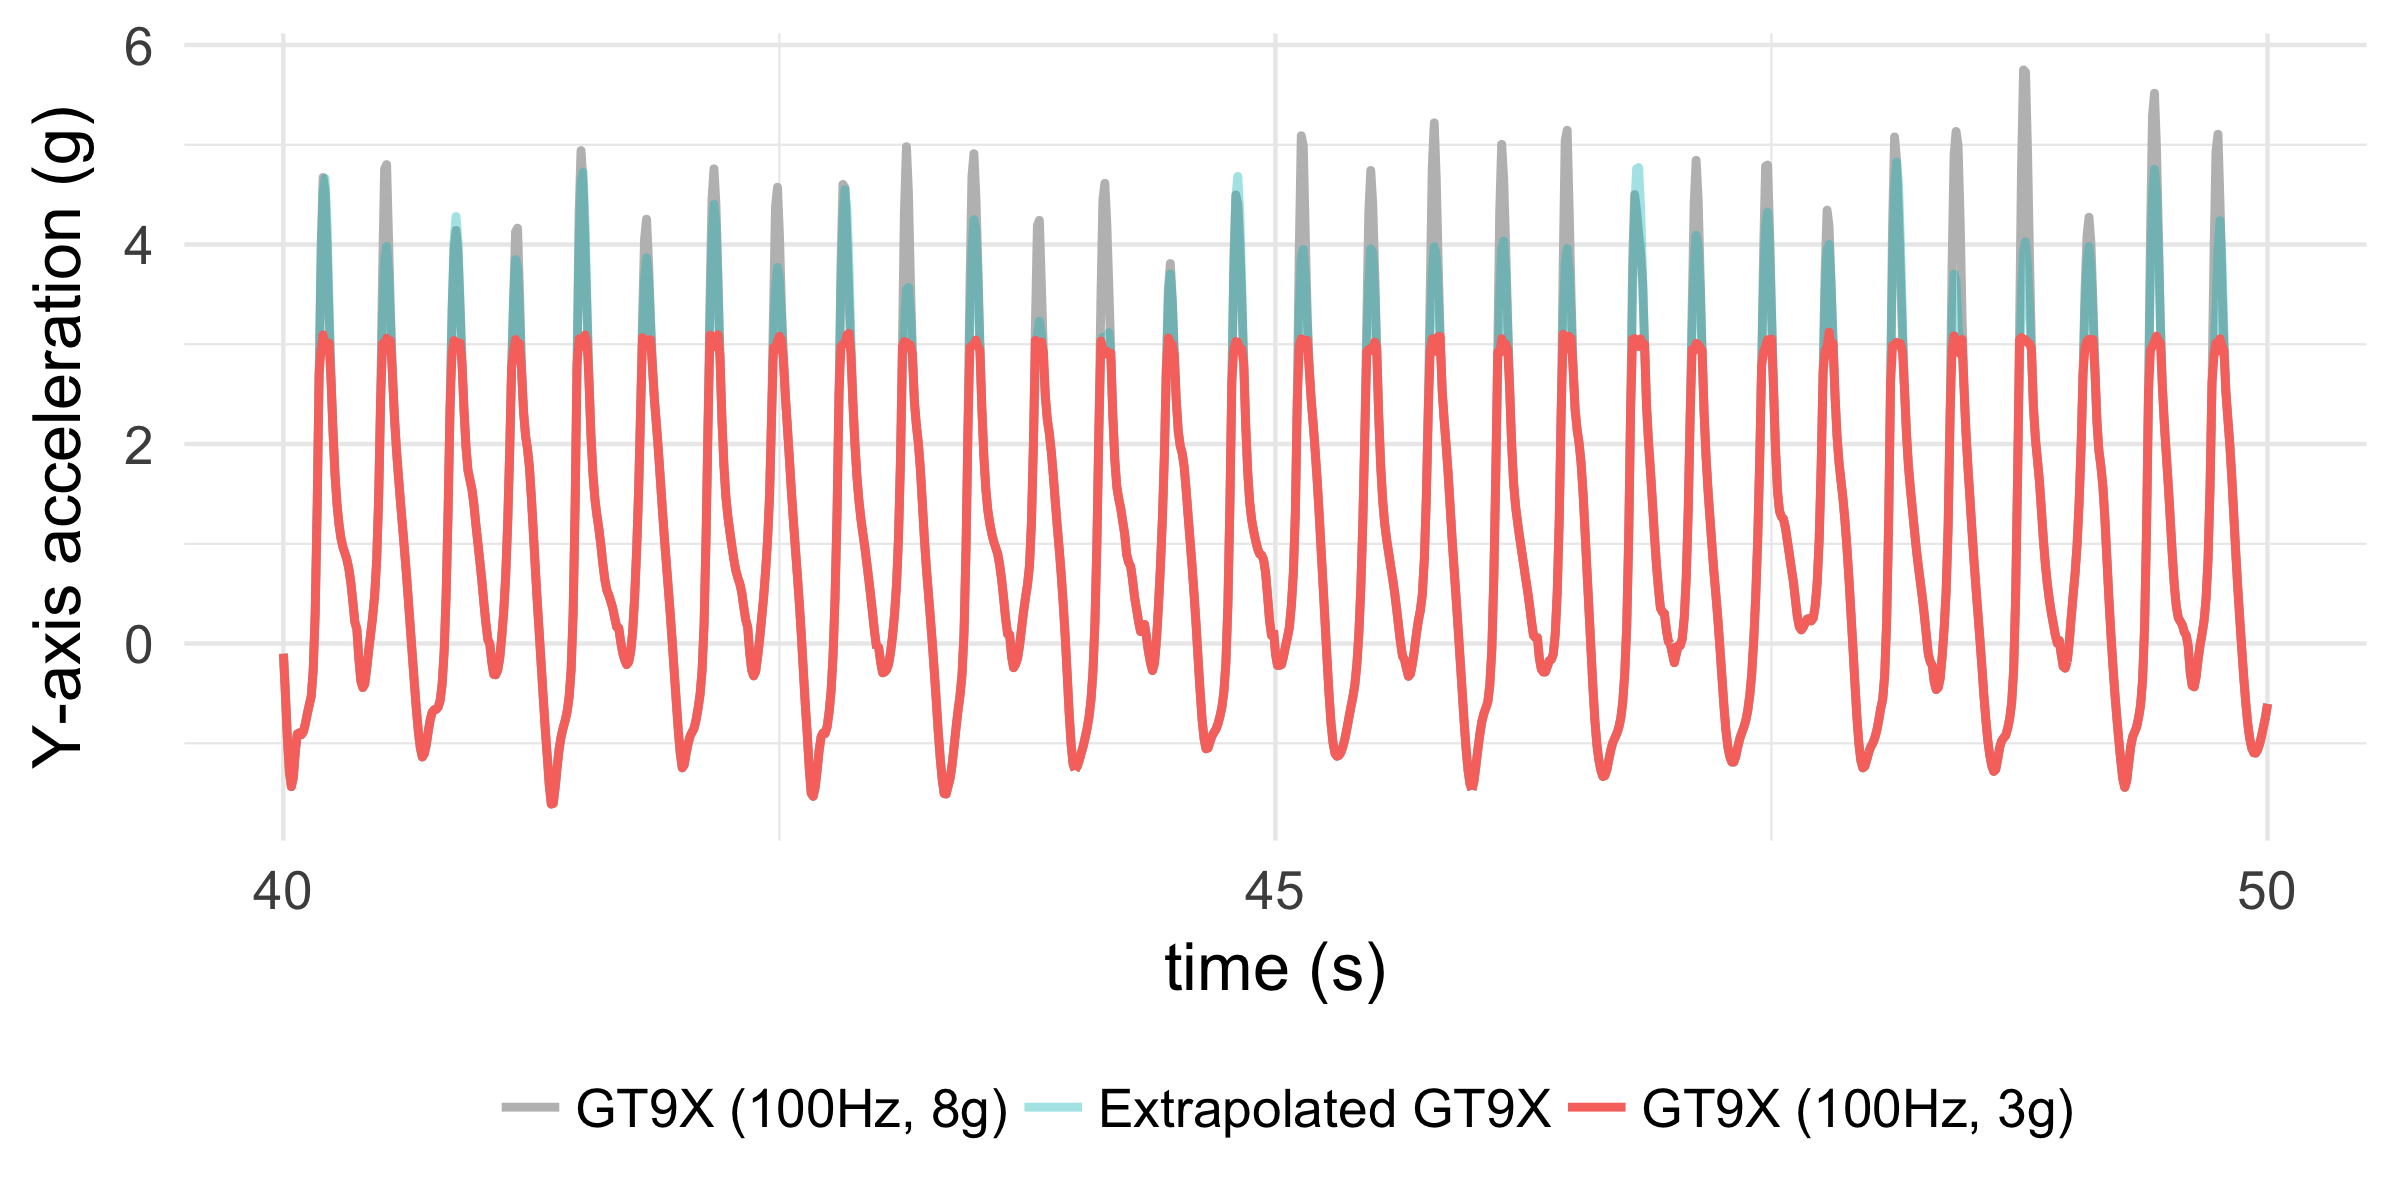 Y-axis acceleration (g)
6
4
2
0
40 45 50
time (s)
GT9X (100Hz, 8g) Extrapolated GT9X GT9X (100Hz, 3g)